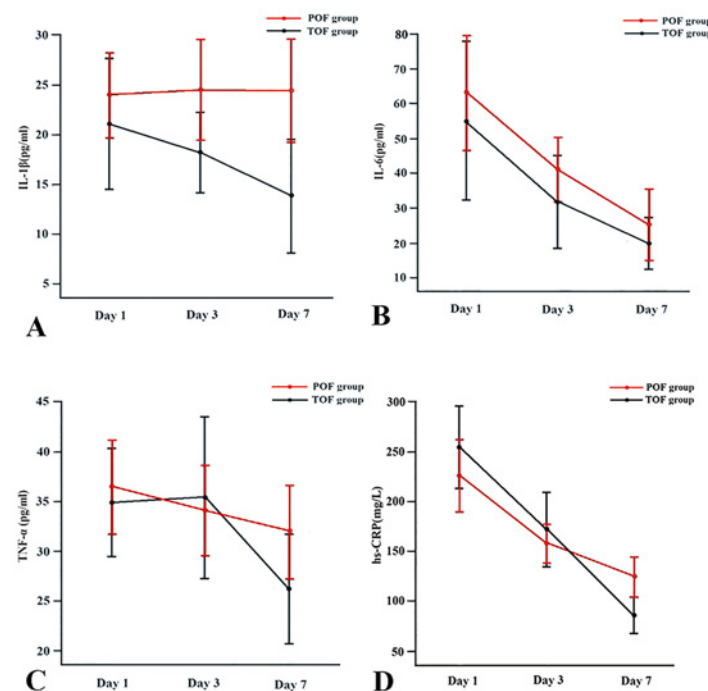 POF group
TOF group
30
25
20
15
10
5
IL-1β(pg/ml)
Day 1 Day 3 Day 7
A
POF group
TOF group
80
70
60
50
40
30
20
10
IL-6(pg/ml)
Day 1 Day 3 Day 7
B
POF group
TOF group
45
40
35
30
25
20
TNF-α (pg/ml)
Day 1 Day 3 Day 7
C
POF group
TOF group
300
250
200
150
100
50
hs-CRP(mg/L)
Day 1 Day 3 Day 7
D